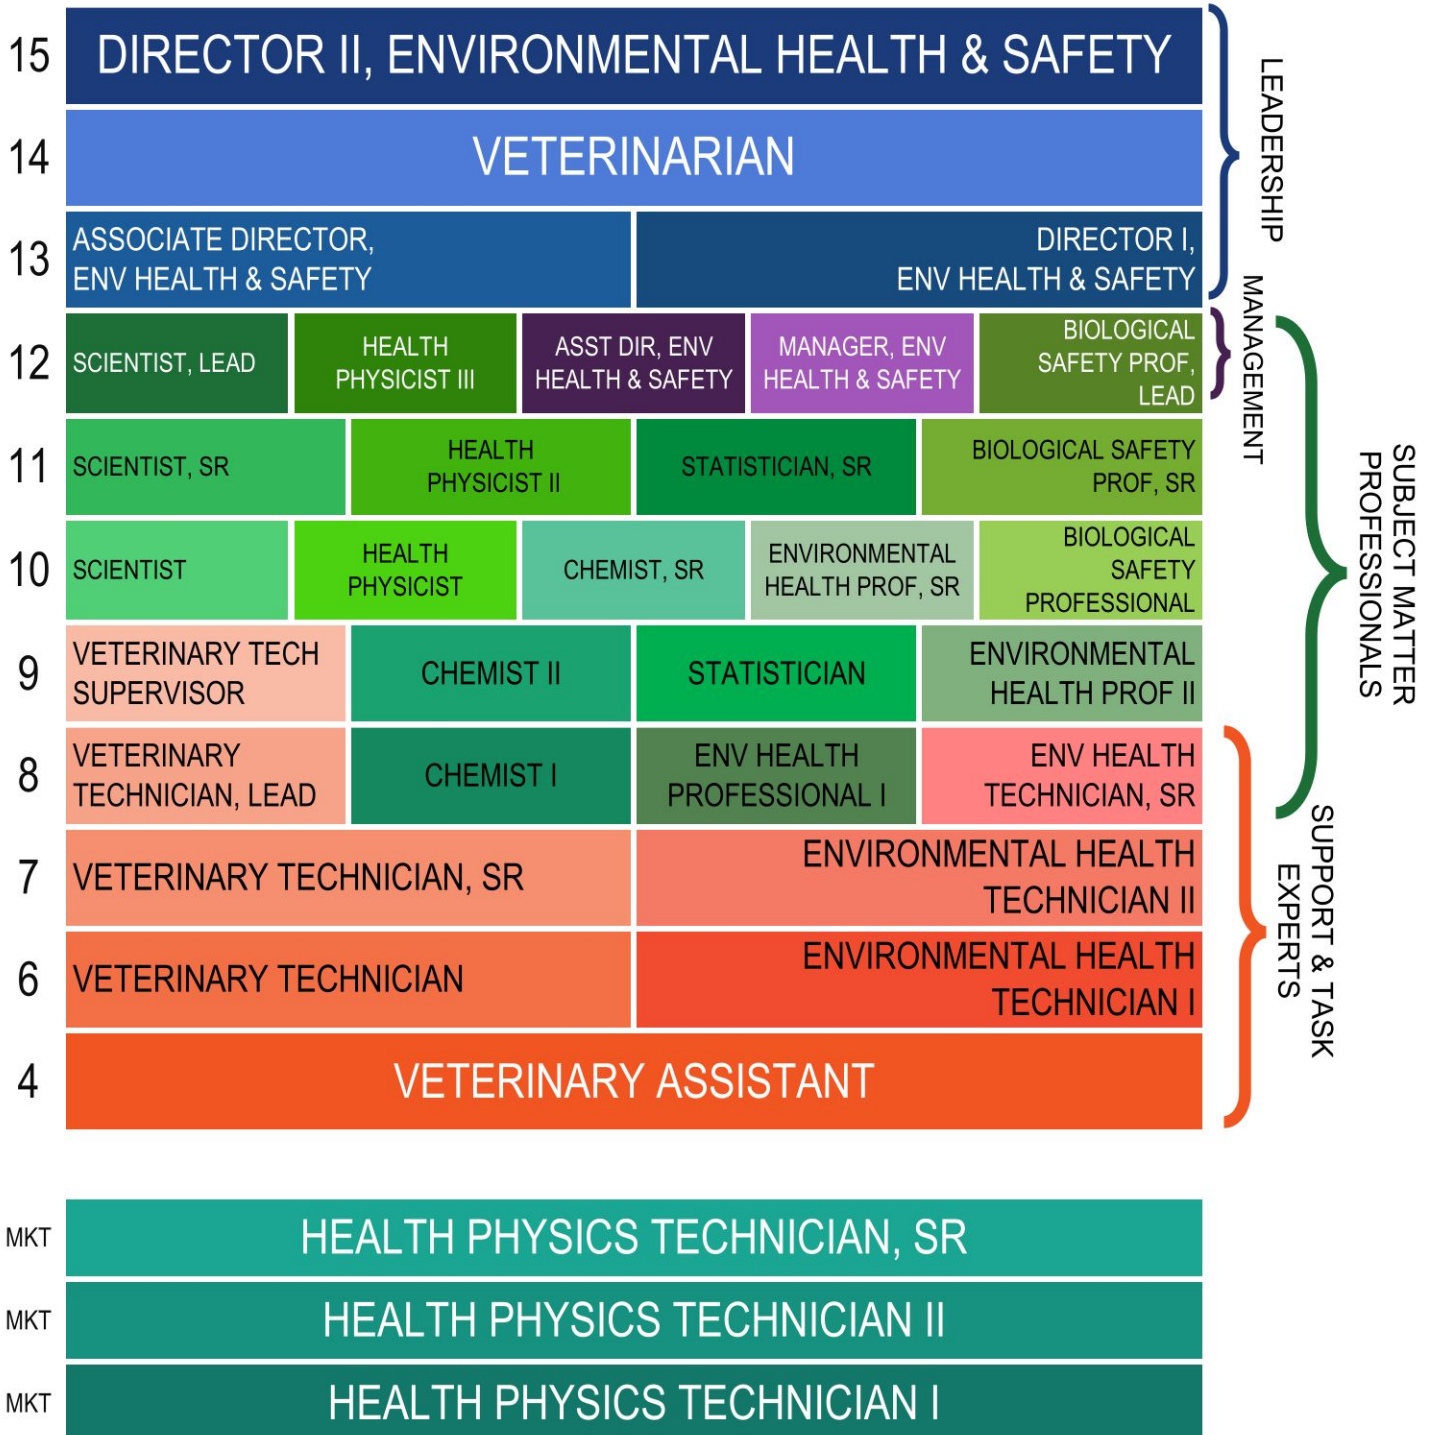 15
DIRECTOR II, ENVIRONMENTAL HEALTH & SAFETY
14
VETERINARIAN
13
ASSOCIATE DIRECTOR,
ENV HEALTH & SAFETY
DIRECTOR I,
ENV HEALTH & SAFETY
LEADERSHIP
12
SCIENTIST, LEAD
HEALTH
PHYSICIST III
ASST DIR, ENV
HEALTH & SAFETY
MANAGER, ENV
HEALTH & SAFETY
BIOLOGICAL
SAFETY PROF,
LEAD
MANAGEMENT
11
SCIENTIST, SR
HEALTH
PHYSICIST II
STATISTICIAN, SR
BIOLOGICAL SAFETY
PROF, SR
10
SCIENTIST
HEALTH
PHYSICIST
CHEMIST, SR
ENVIRONMENTAL
HEALTH PROF, SR
BIOLOGICAL
SAFETY
PROFESSIONAL
SUBJECT MATTER
PROFESSIONALS
9
VETERINARY TECH
SUPERVISOR
CHEMIST II
STATISTICIAN
ENVIRONMENTAL
HEALTH PROF II
8
VETERINARY
TECHNICIAN, LEAD
CHEMIST I
ENV HEALTH
PROFESSIONAL I
ENV HEALTH
TECHNICIAN, SR
7
VETERINARY TECHNICIAN, SR
ENVIRONMENTAL HEALTH
TECHNICIAN II
6
VETERINARY TECHNICIAN
ENVIRONMENTAL HEALTH
TECHNICIAN I
SUPPORT & TASK
EXPERTS
4
VETERINARY ASSISTANT
MKT
HEALTH PHYSICS TECHNICIAN, SR
MKT
HEALTH PHYSICS TECHNICIAN II
MKT
HEALTH PHYSICS TECHNICIAN I